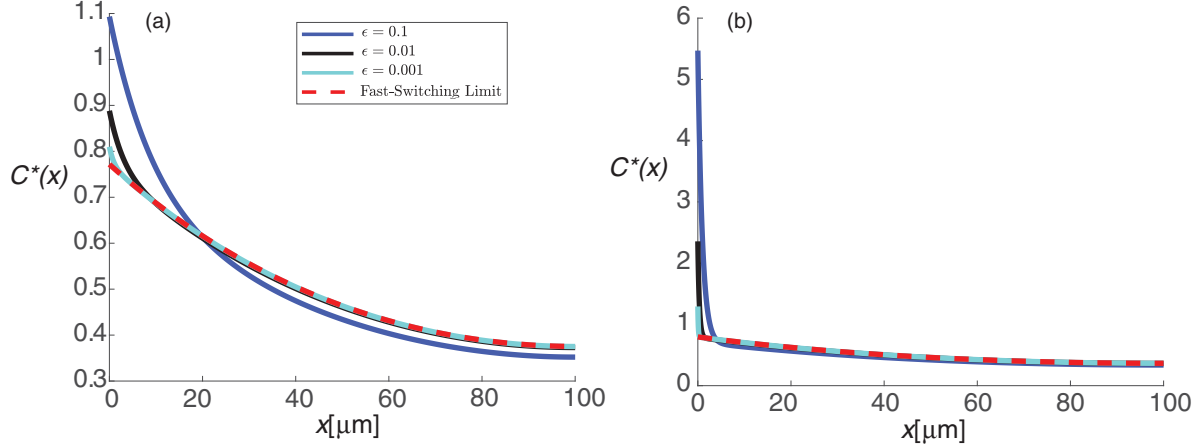 (a)
1.1
1
0.9
0.8
0.7
0.6
0.5
0.4
0.3
C*(x)
0
20
40
60
80
100
x[μm]
ϵ = 0.1
ϵ = 0.01
ϵ = 0.001
Fast-Switching Limit
(b)
6
5
4
3
2
1
0
C*(x)
0
20
40
60
80
100
x[μm]